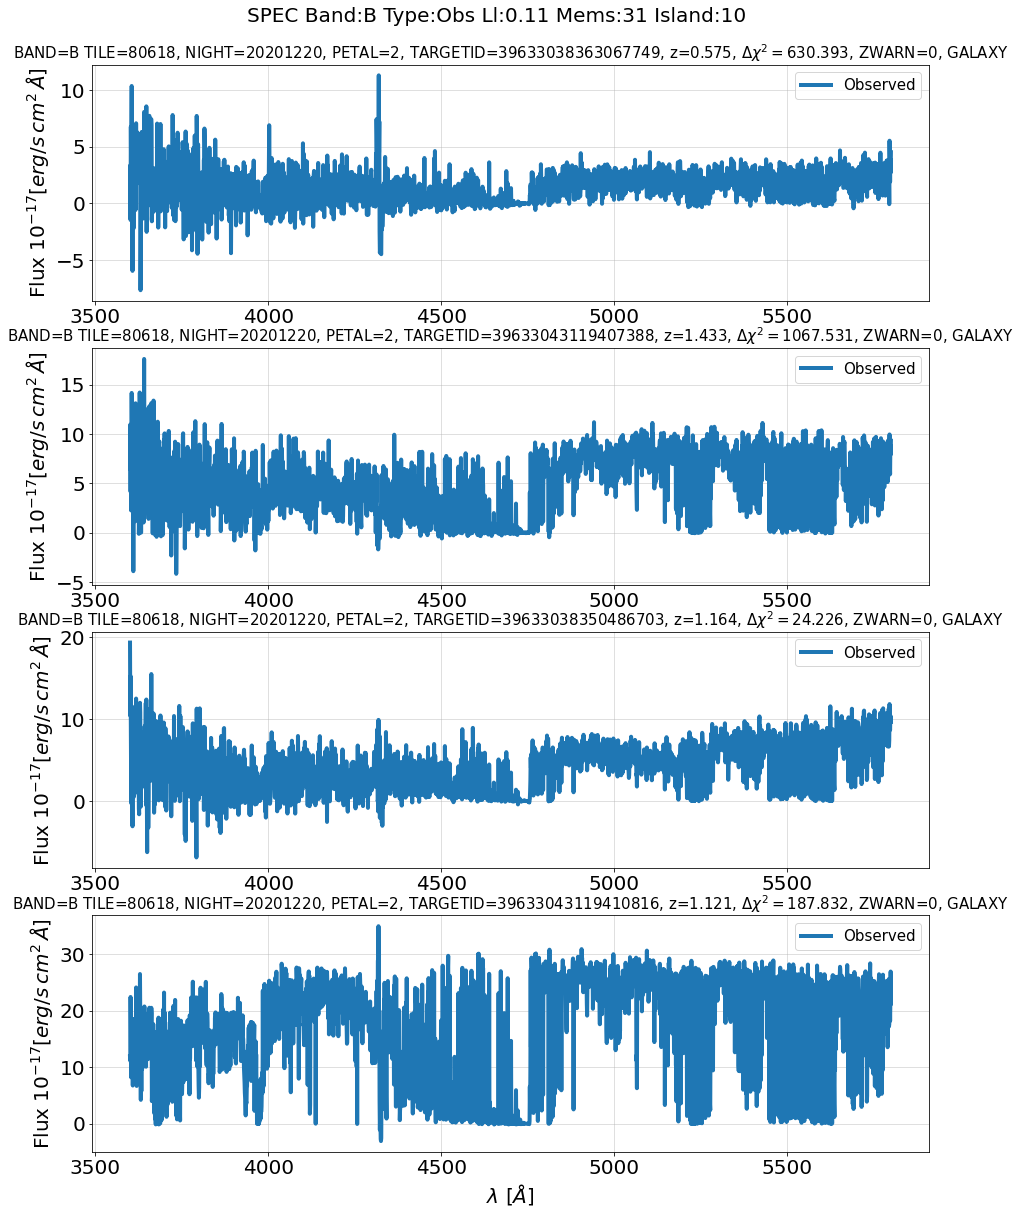 SPEC Band:B Type:Obs Ll:0.11 Mems:31 Island:10
BAND=B TILE=80618, NIGHT=20201220, PETAL=2, TARGETID=39633038363067749, z=0.575, Δχ²=630.393, ZWARN=0, GALAXY
Observed
Flux 10⁻¹⁷[erg/s cm² Å]
10
5
0
−5
3500 4000 4500 5000 5500
BAND=B TILE=80618, NIGHT=20201220, PETAL=2, TARGETID=39633043119407388, z=1.433, Δχ²=1067.531, ZWARN=0, GALAXY
Observed
Flux 10⁻¹⁷[erg/s cm² Å]
15
10
5
0
−5
3500 4000 4500 5000 5500
BAND=B TILE=80618, NIGHT=20201220, PETAL=2, TARGETID=39633038350486703, z=1.164, Δχ²=24.226, ZWARN=0, GALAXY
Observed
Flux 10⁻¹⁷[erg/s cm² Å]
20
10
0
3500 4000 4500 5000 5500
BAND=B TILE=80618, NIGHT=20201220, PETAL=2, TARGETID=39633043119410816, z=1.121, Δχ²=187.832, ZWARN=0, GALAXY
Observed
Flux 10⁻¹⁷[erg/s cm² Å]
30
20
10
0
3500 4000 4500 5000 5500
λ [Å]